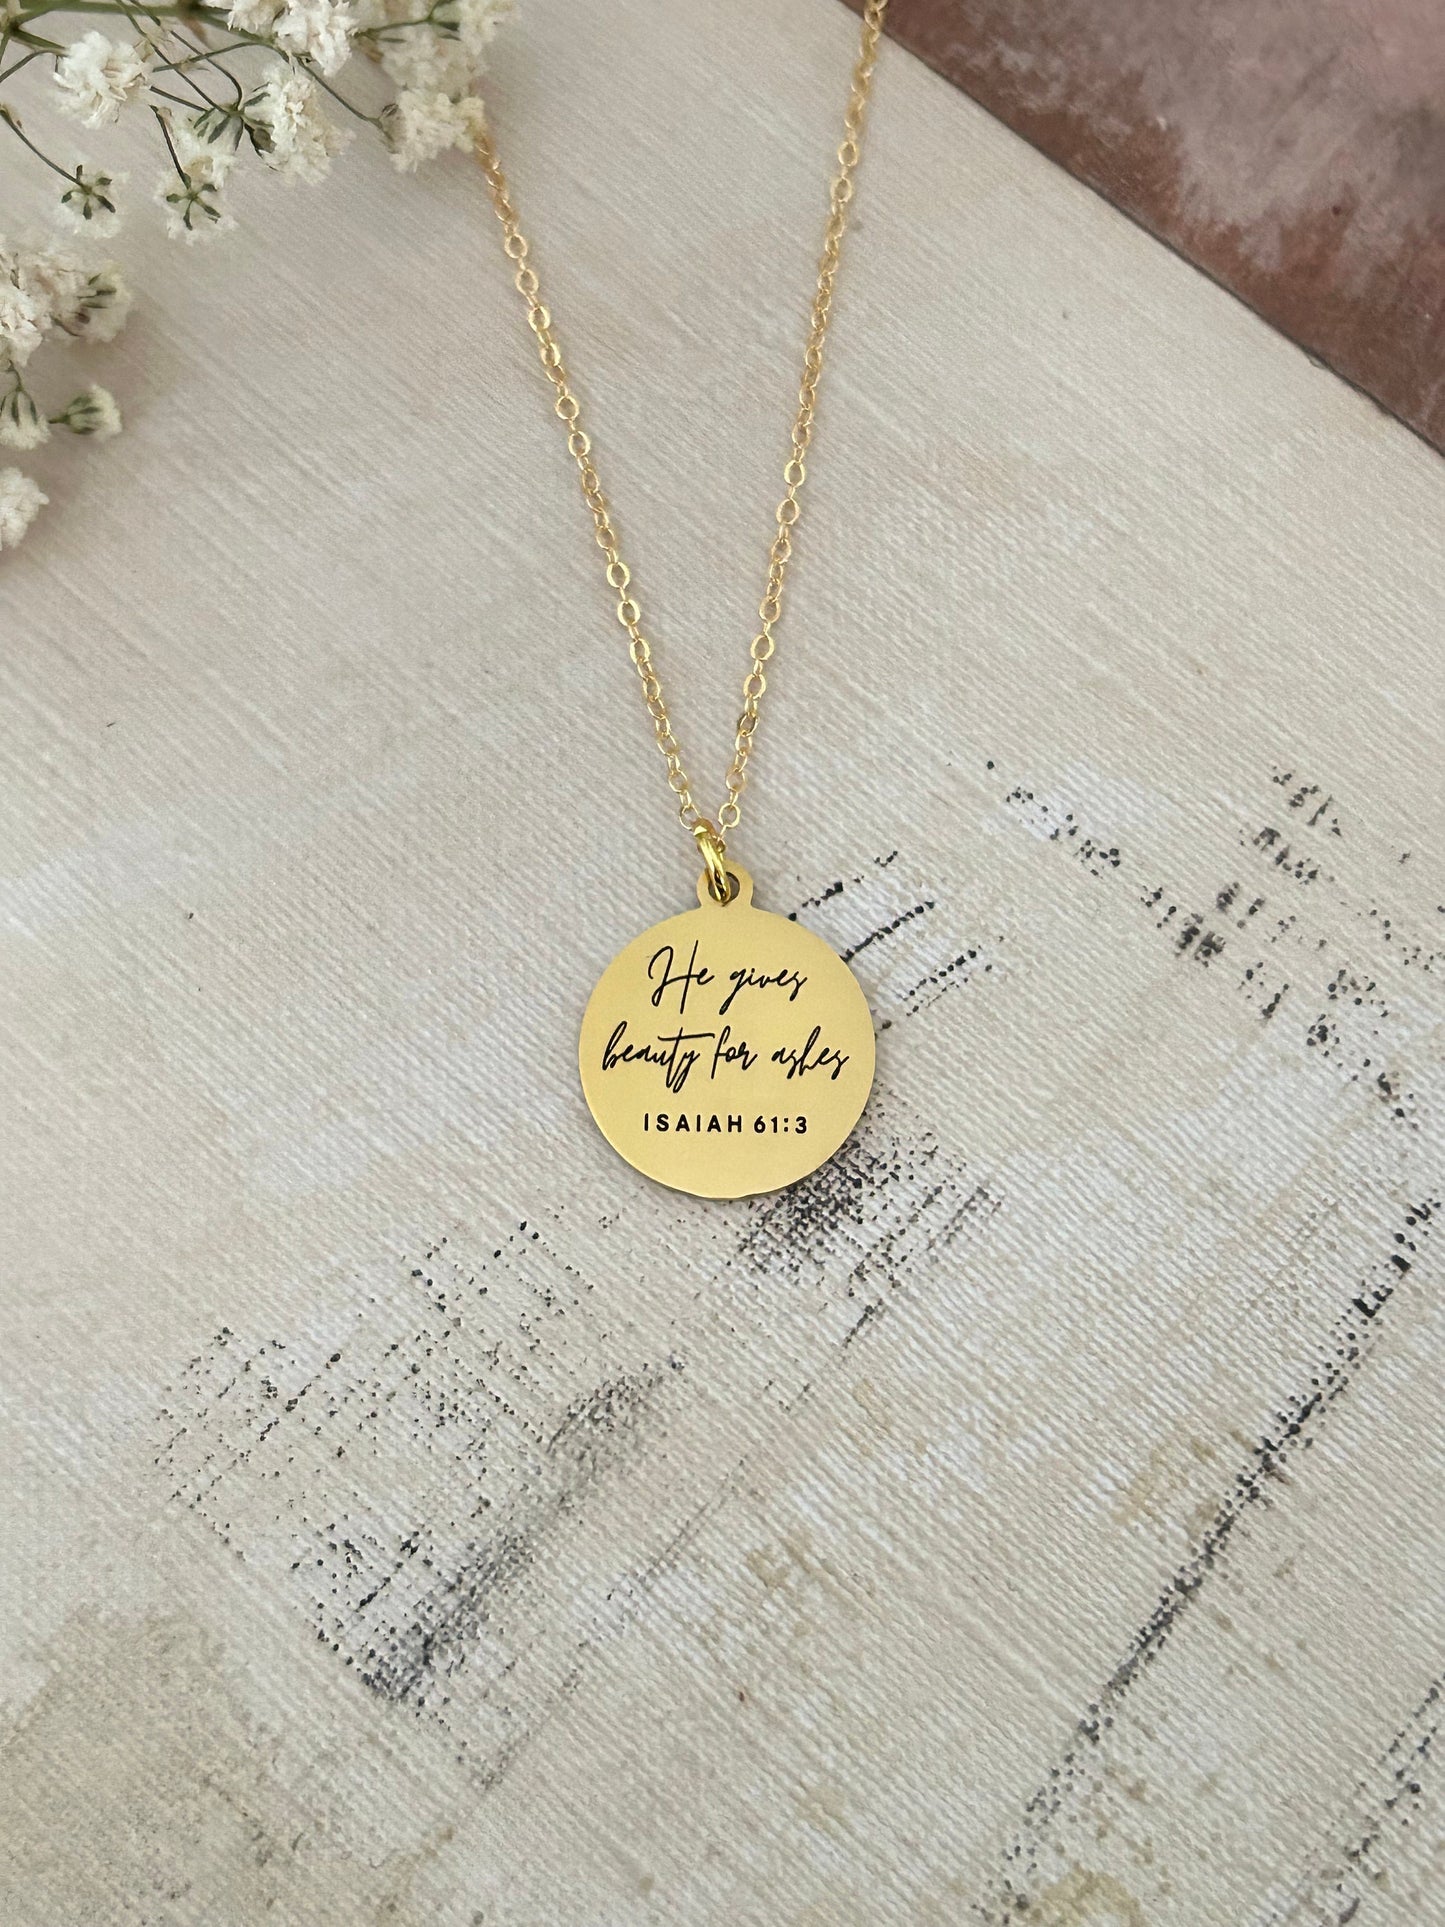 He gives
beauty for ashes
ISAIAH 61:3